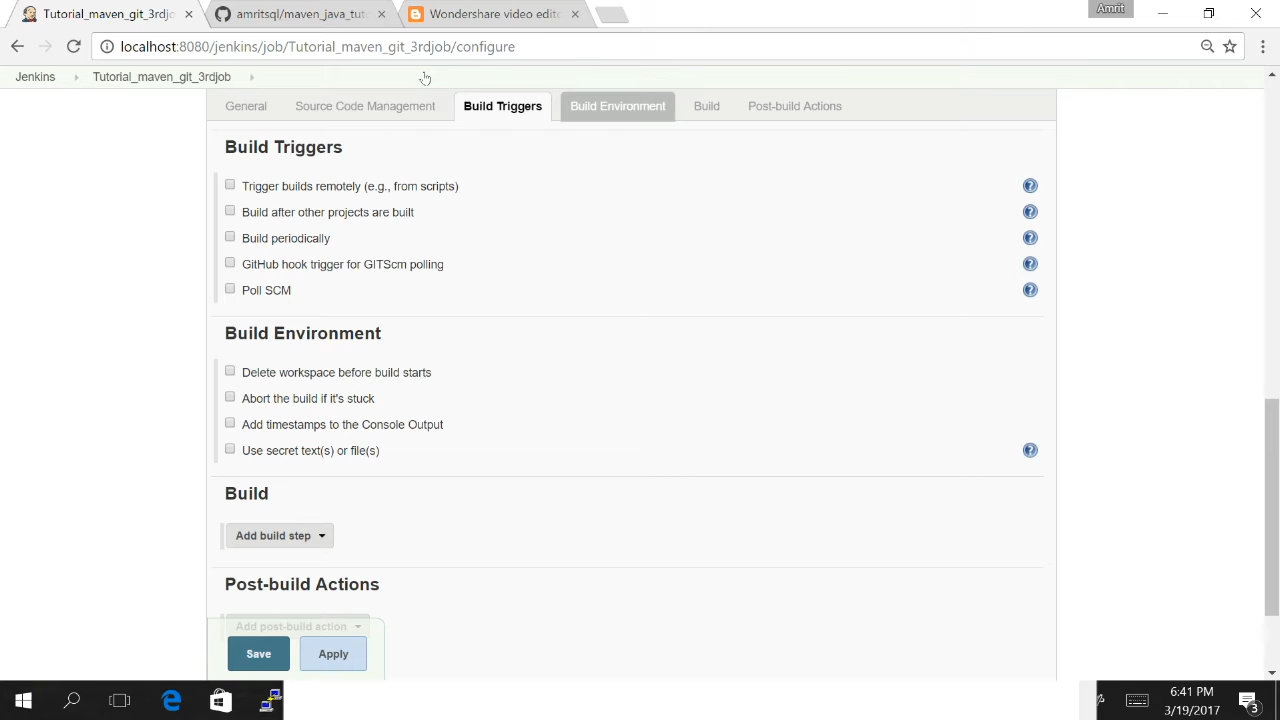 Tutorial_maven_git_3rdjo
amritsql/maven_java_tut
Wondershare video edit
Amrit
localhost:8080/jenkins/job/Tutorial_maven_git_3rdjob/configure
Jenkins
Tutorial_maven_git_3rdjob
General
Source Code Management
Build Triggers
Build Environment
Build
Post-build Actions
Build Triggers
Trigger builds remotely (e.g., from scripts)
Build after other projects are built
Build periodically
GitHub hook trigger for GITScm polling
Poll SCM
Build Environment
Delete workspace before build starts
Abort the build if it's stuck
Add timestamps to the Console Output
Use secret text(s) or file(s)
Build
Add build step
Post-build Actions
Add post-build action
Save
Apply
6:41 PM
3/19/2017
3